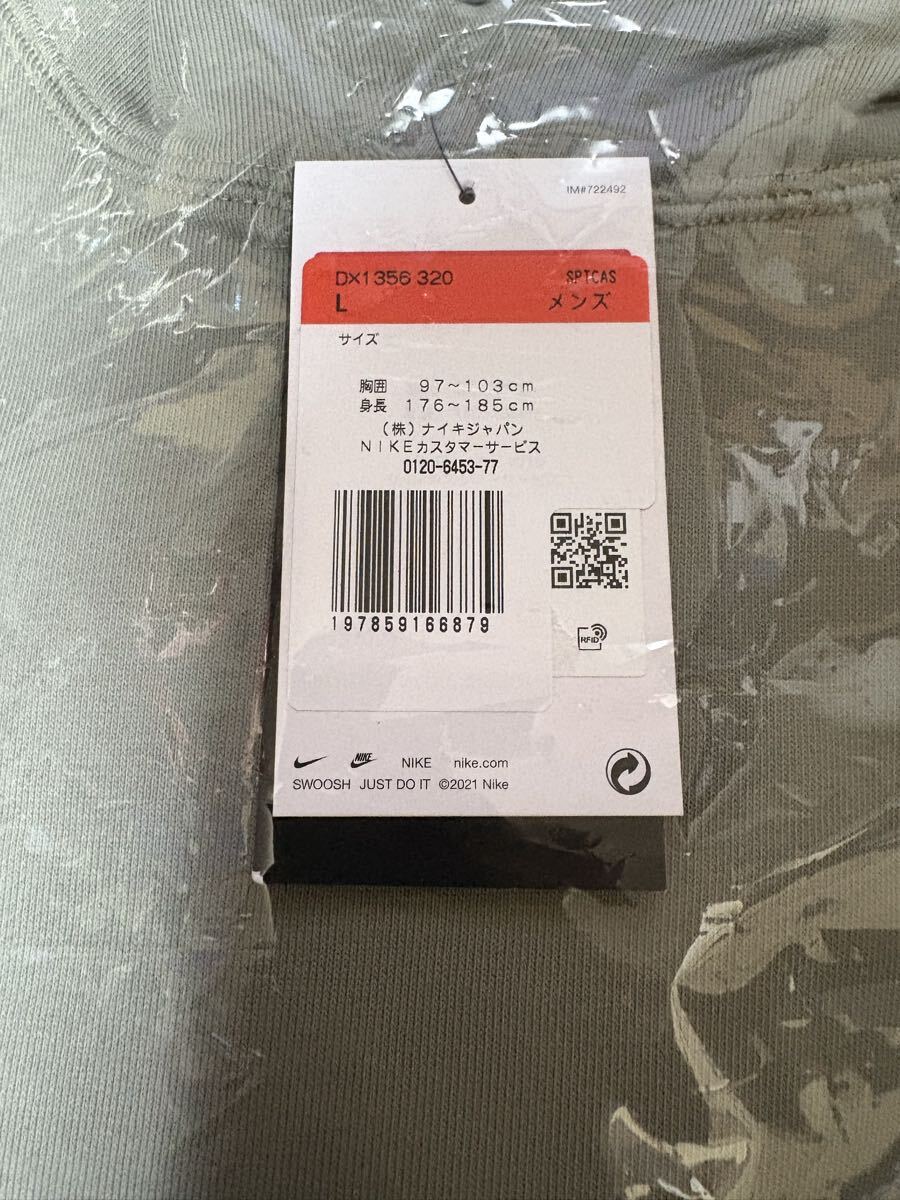 IM#722492
DX1356 320 SPTCAS
L メンズ
サイズ
胸囲 97~103cm
身長 176~185cm
(株)ナイキジャパン
NIKEカスタマーサービス
0120-6453-77
197859166879
RFID
NIKE NIKE nike.com
SWOOSH JUST DO IT ©2021 Nike